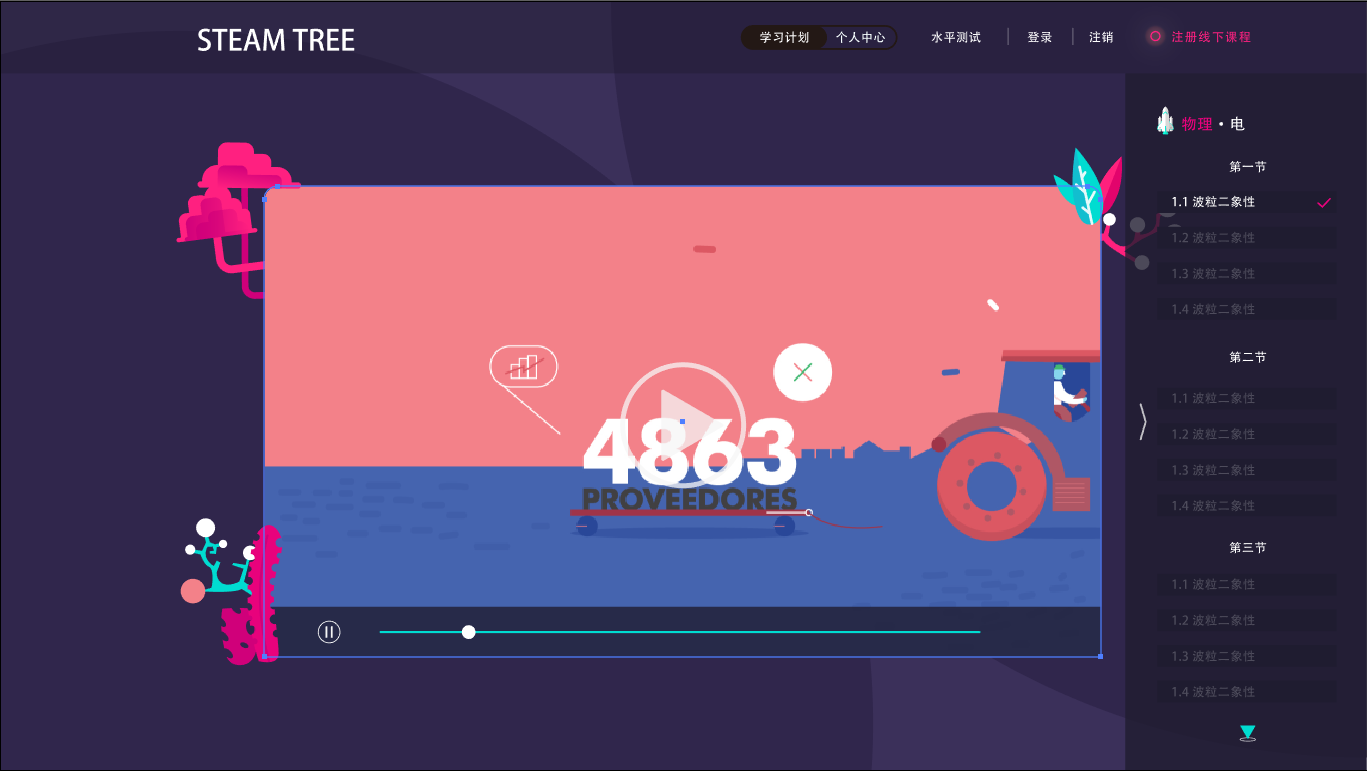 STEAM TREE
学习计划 个人中心 水平测试 登录 注销 注册线下课程
物理·电
第一节
1.1 波粒二象性
1.2 波粒二象性
1.3 波粒二象性
1.4 波粒二象性
第二节
1.1 波粒二象性
1.2 波粒二象性
1.3 波粒二象性
1.4 波粒二象性
第三节
1.1 波粒二象性
1.2 波粒二象性
1.3 波粒二象性
1.4 波粒二象性
4863
PROVEEDORES